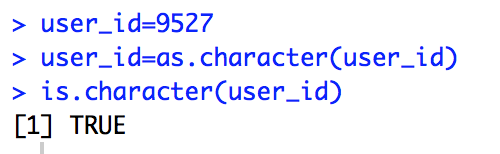 > user_id=9527
> user_id=as.character(user_id)
> is.character(user_id)
[1] TRUE